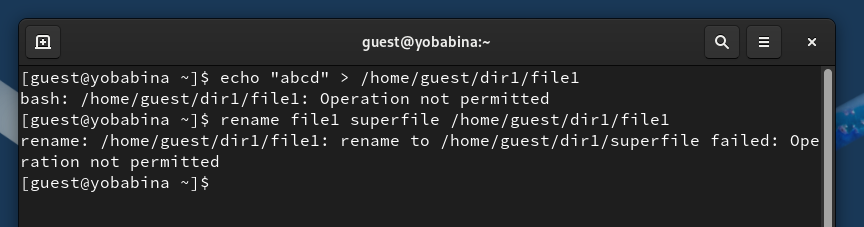 guest@yobabina:~
[guest@yobabina ~]$ echo "abcd" > /home/guest/dir1/file1
bash: /home/guest/dir1/file1: Operation not permitted
[guest@yobabina ~]$ rename file1 superfile /home/guest/dir1/file1
rename: /home/guest/dir1/file1: rename to /home/guest/dir1/superfile failed: Ope
ration not permitted
[guest@yobabina ~]$